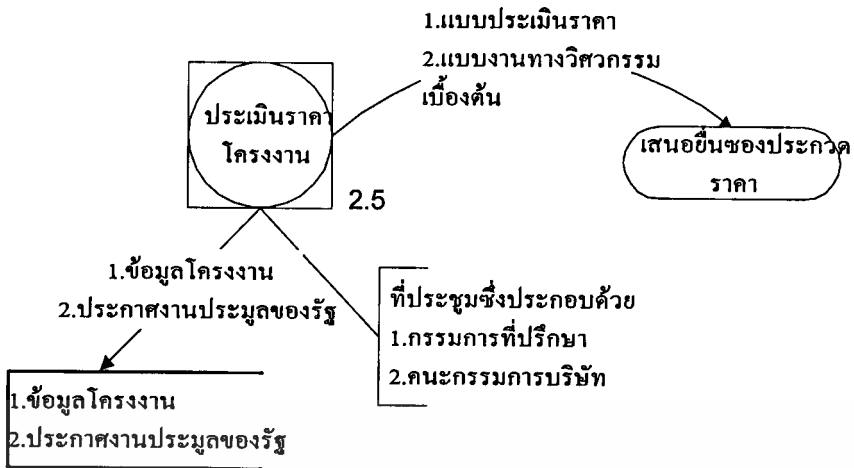 1.แบบประเมินราคา
2.แบบงานทางวิศวกรรม
เบื้องต้น
ประเมินราคา
โครงงาน
2.5
เสนอยื่นซองประกวด
ราคา
1.ข้อมูลโครงงาน
2.ประกาศงานประมูลของรัฐ
ที่ประชุมซึ่งประกอบด้วย
1.กรรมการที่ปรึกษา
2.คนะกรรมการบริษัท
1.ข้อมูลโครงงาน
2.ประกาศงานประมูลของรัฐ